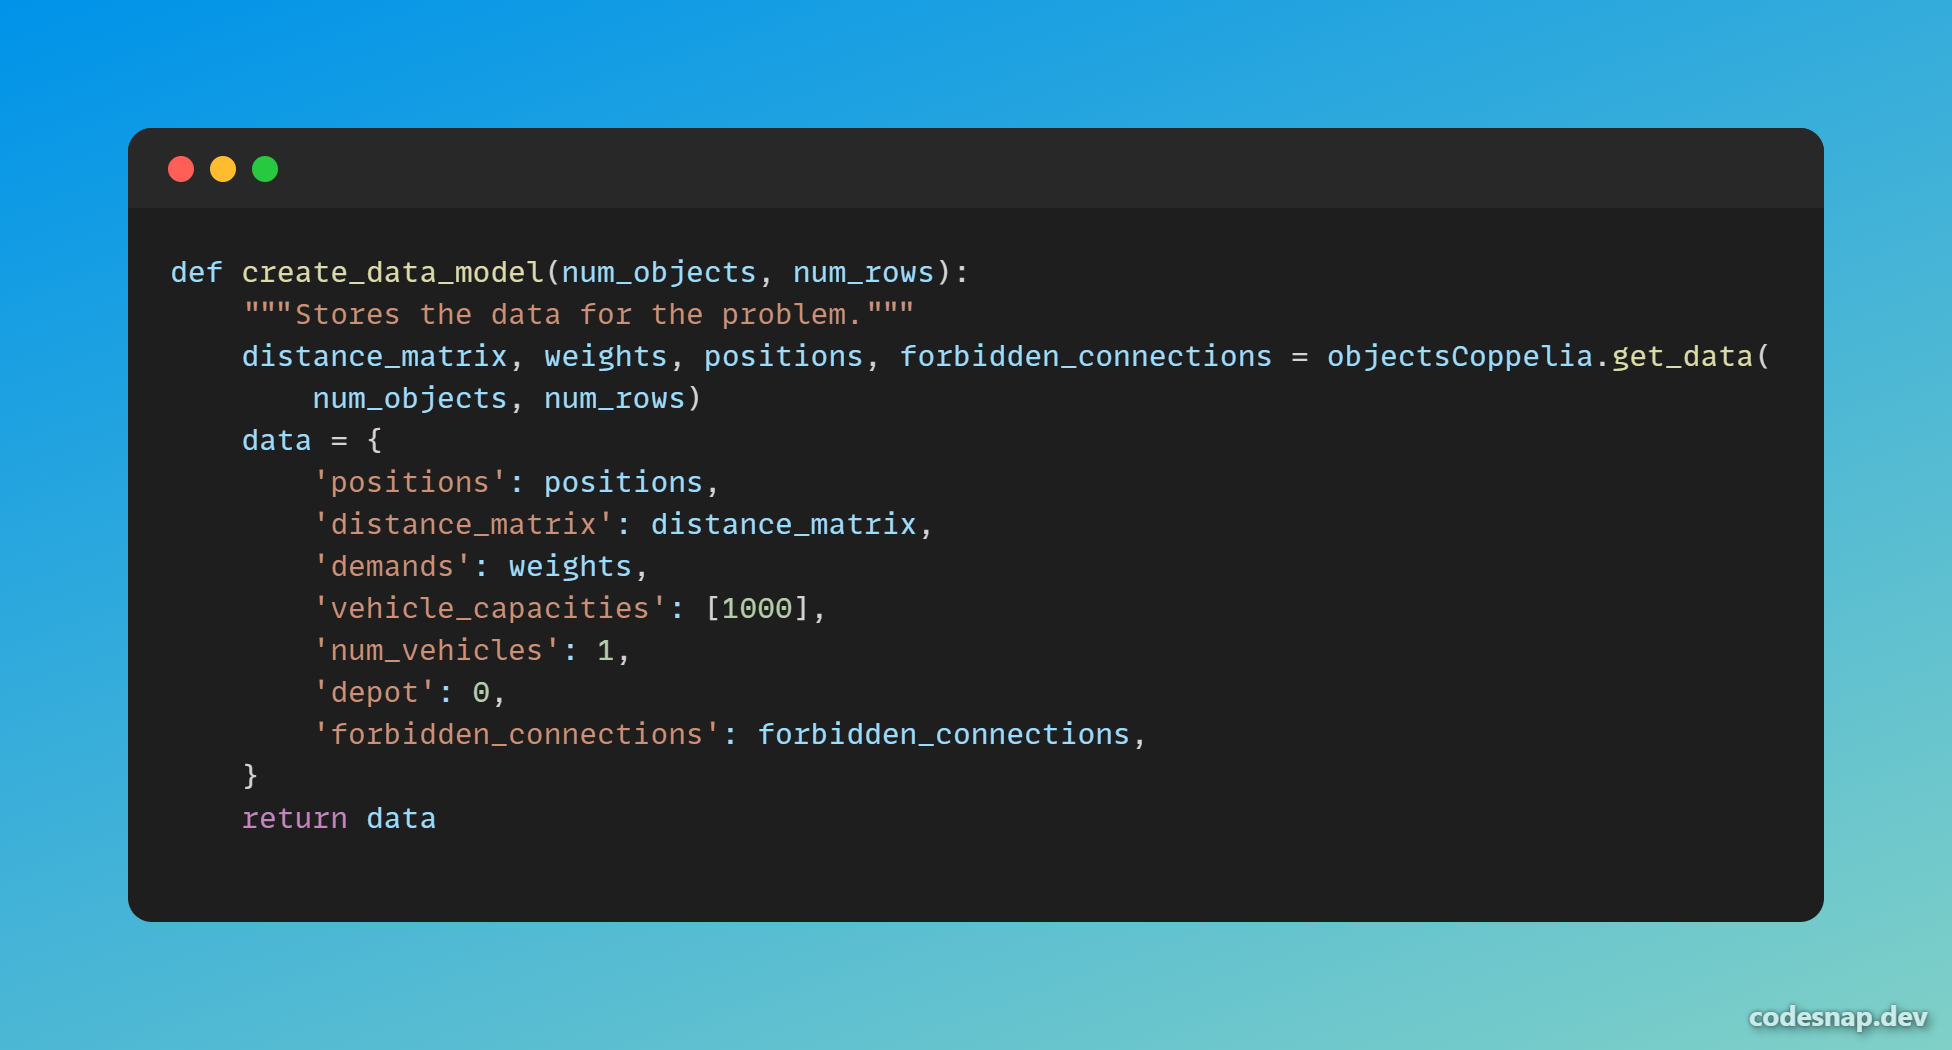 def create_data_model(num_objects, num_rows):
    """Stores the data for the problem."""
    distance_matrix, weights, positions, forbidden_connections = objectsCoppelia.get_data(
        num_objects, num_rows)
    data = {
        'positions': positions,
        'distance_matrix': distance_matrix,
        'demands': weights,
        'vehicle_capacities': [1000],
        'num_vehicles': 1,
        'depot': 0,
        'forbidden_connections': forbidden_connections,
    }
    return data
codesnap.dev